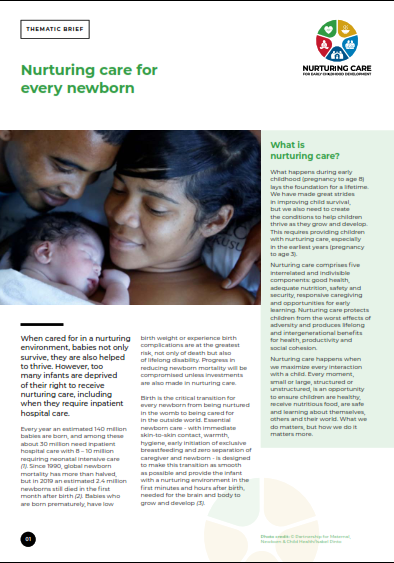 THEMATIC BRIEF
Nurturing care for
every newborn
NURTURING CARE
FOR EARLY CHILDHOOD DEVELOPMENT
What is
nurturing care?
What happens during early
childhood (pregnancy to age 8)
lays the foundation for a lifetime.
We have made great strides
in improving child survival,
but we also need to create
the conditions to help children
thrive as they grow and develop.
This requires providing children
with nurturing care, especially
in the earliest years (pregnancy
to age 3).
Nurturing care comprises five
interrelated and indivisible
components: good health,
adequate nutrition, safety and
security, responsive caregiving
and opportunities for early
learning. Nurturing care protects
children from the worst effects of
adversity and produces lifelong
and intergenerational benefits
for health, productivity and
social cohesion.
Nurturing care happens when
we maximize every interaction
with a child. Every moment,
small or large, structured or
unstructured, is an opportunity
to ensure children are healthy,
receive nutritious food, are safe
and learning about themselves,
others and their world. What we
do matters, but how we do it
matters more.
When cared for in a nurturing
environment, babies not only
survive, they are also helped
to thrive. However, too
many infants are deprived
of their right to receive
nurturing care, including
when they require inpatient
hospital care.
Every year an estimated 140 million
babies are born, and among these
about 30 million need inpatient
hospital care with 8 – 10 million
requiring neonatal intensive care
(1). Since 1990, global newborn
mortality has more than halved,
but in 2019 an estimated 2.4 million
newborns still died in the first
month after birth (2). Babies who
are born prematurely, have low
birth weight or experience birth
complications are at the greatest
risk, not only of death but also
of lifelong disability. Progress in
reducing newborn mortality will be
compromised unless investments
are also made in nurturing care.
Birth is the critical transition for
every newborn from being nurtured
in the womb to being cared for
in the outside world. Essential
newborn care - with immediate
skin-to-skin contact, warmth,
hygiene, early initiation of exclusive
breastfeeding and zero separation of
caregiver and newborn - is designed
to make this transition as smooth
as possible and provide the infant
with a nurturing environment in the
first minutes and hours after birth,
needed for the brain and body to
grow and develop (3).
01
Photo credit: © Partnership for Maternal,
Newborn & Child Health/Gobal Dines